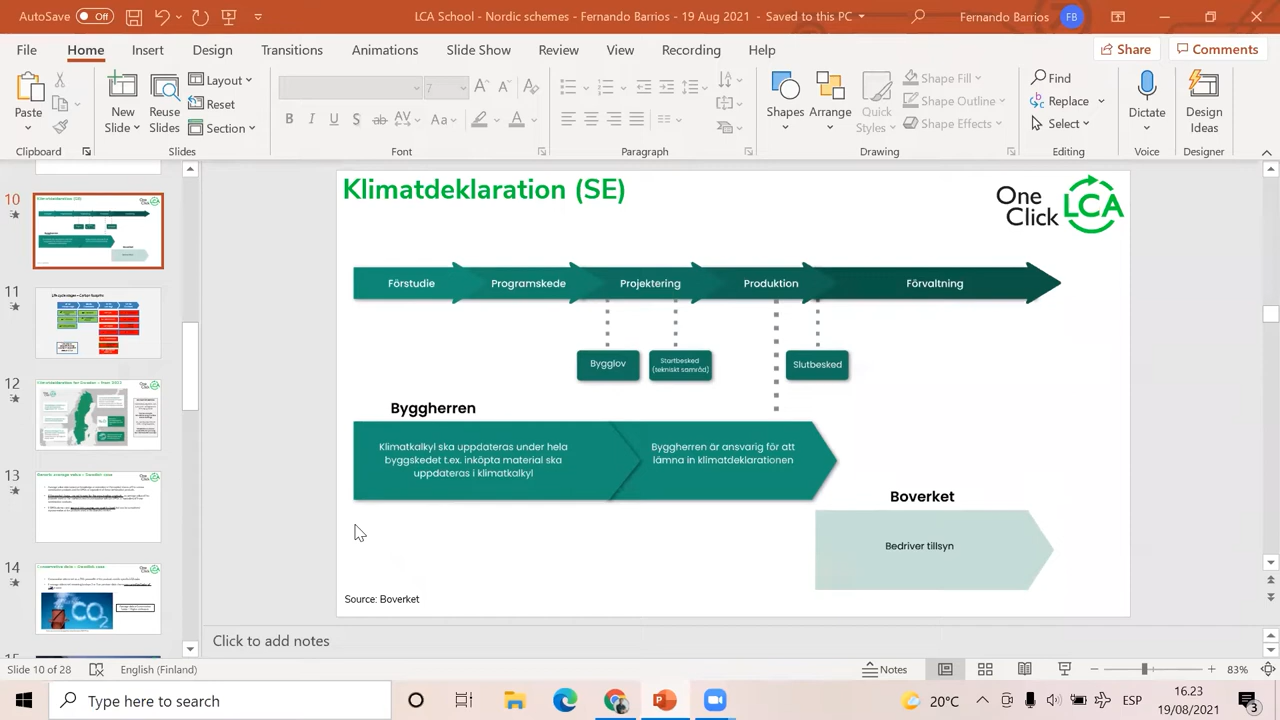 AutoSave Off
LCA School - Nordic schemes - Fernando Barrios - 19 Aug 2021 - Saved to this PC
Fernando Barrios FB
File Home Insert Design Transitions Animations Slide Show Review View Recording Help Share Comments
Paste
New Slide
Reuse Slides
Layout
Reset
Section
Shapes
Arrange
Quick Styles
Shape Fill
Shape Outline
Shape Effects
Find
Replace
Select
Dictate
Design Ideas
Clipboard Slides Font Paragraph Drawing Editing Voice Designer
10
11
12
13
14
Klimatdeklaration (SE)
One Click LCA
Förstudie Programskede Projektering Produktion Förvaltning
Bygglov
Startbesked
(tekniskt samråd)
Slutbesked
Byggherren
Klimatkalkyl ska uppdateras under hela
byggskedet t.ex. inköpta material ska
uppdateras i klimatkalkyl
Byggherren är ansvarig för att
lämna in klimatdeklarationen
Boverket
Bedriver tillsyn
Source: Boverket
Click to add notes
Slide 10 of 28 English (Finland) Notes 83%
Type here to search
20°C ESP
16.23
19/08/2021
3